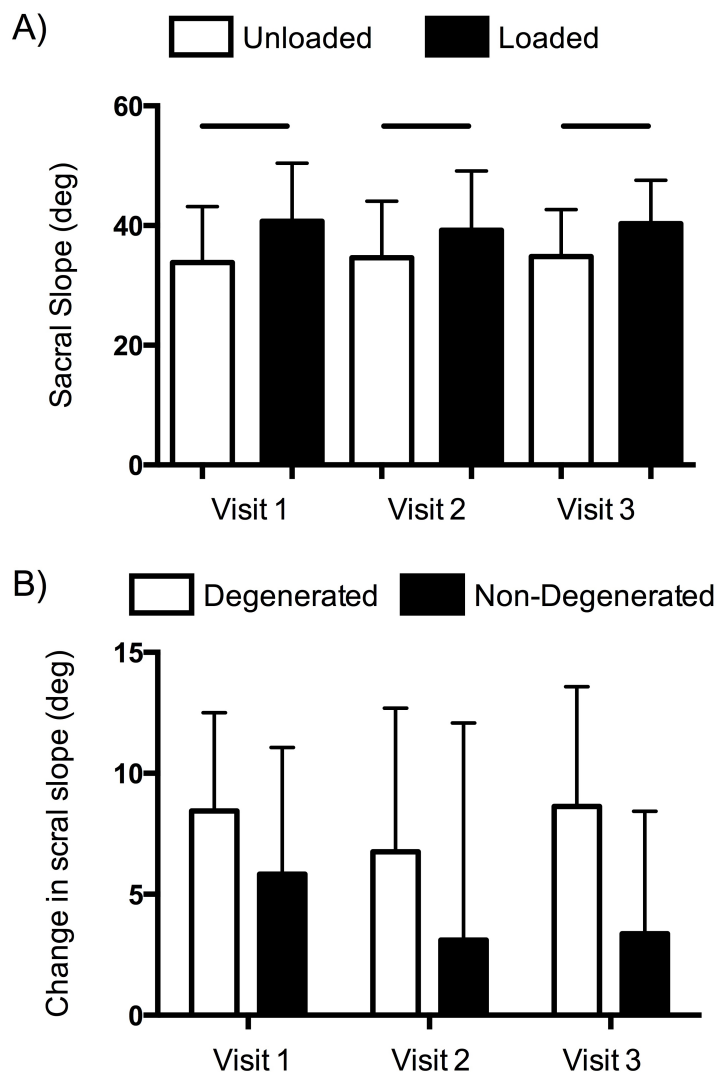 A)
Unloaded Loaded
60
40
20
0
Sacral Slope (deg)
Visit 1 Visit 2 Visit 3
B)
Degenerated Non-Degenerated
15
10
5
0
Change in scral slope (deg)
Visit 1 Visit 2 Visit 3